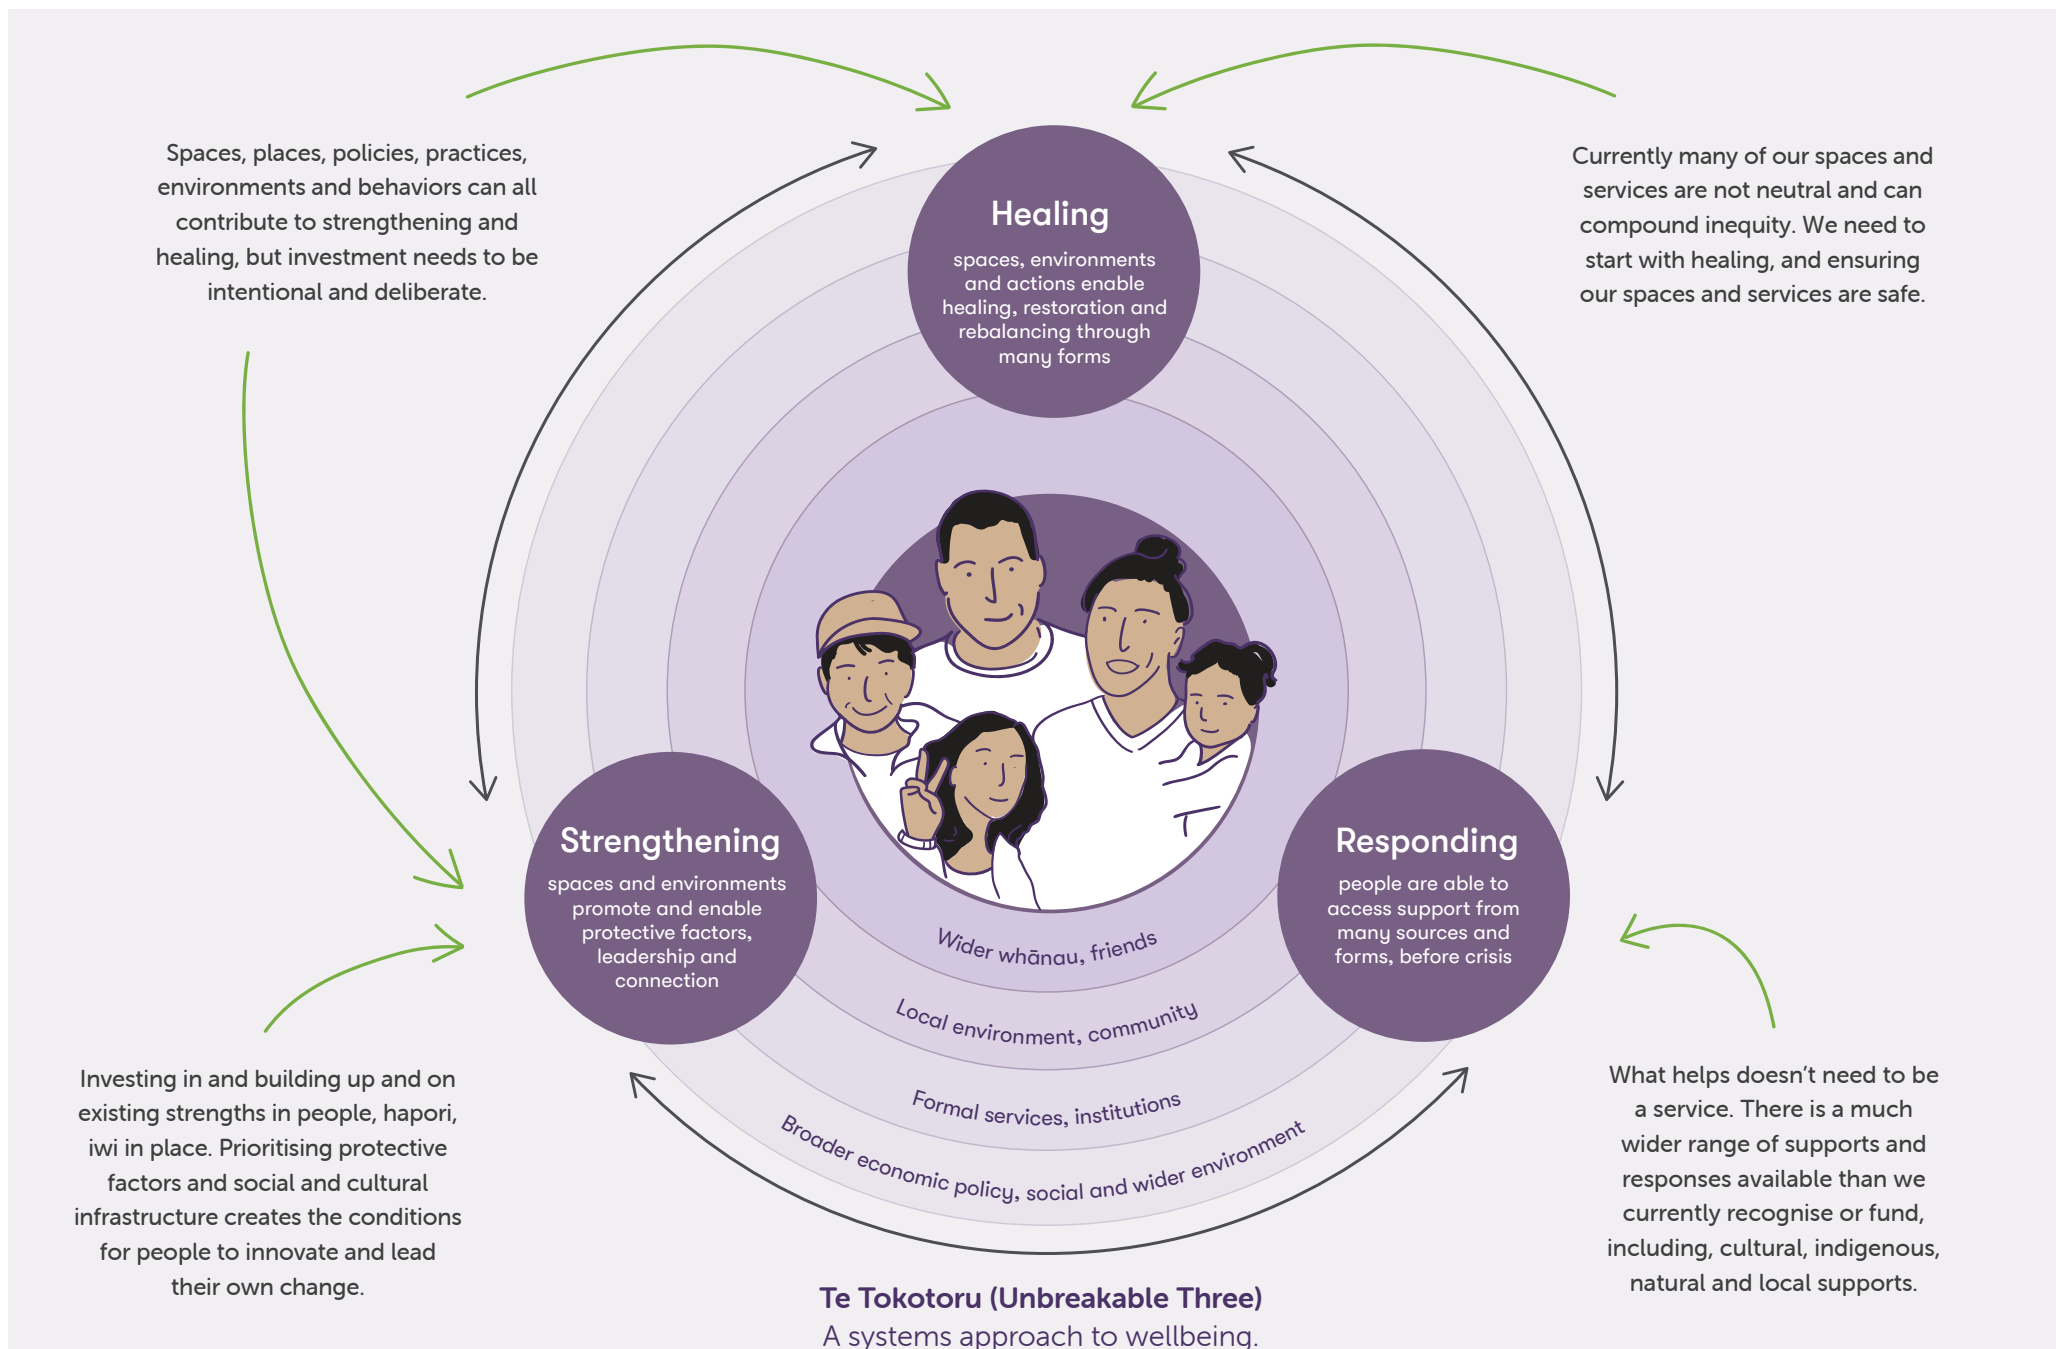 Spaces, places, policies, practices,
environments and behaviors can all
contribute to strengthening and
healing, but investment needs to be
intentional and deliberate.
Currently many of our spaces and
services are not neutral and can
compound inequity. We need to
start with healing, and ensuring
our spaces and services are safe.
Healing
spaces, environments
and actions enable
healing, restoration and
rebalancing through
many forms
Strengthening
spaces and environments
promote and enable
protective factors,
leadership and
connection
Responding
people are able to
access support from
many sources and
forms, before crisis
Wider whānau, friends
Local environment, community
Formal services, institutions
Broader economic policy, social and wider environment
Investing in and building up and on
existing strengths in people, hapori,
iwi in place. Prioritising protective
factors and social and cultural
infrastructure creates the conditions
for people to innovate and lead
their own change.
What helps doesn’t need to be
a service. There is a much
wider range of supports and
responses available than we
currently recognise or fund,
including, cultural, indigenous,
natural and local supports.
Te Tokotoru (Unbreakable Three)
A systems approach to wellbeing.